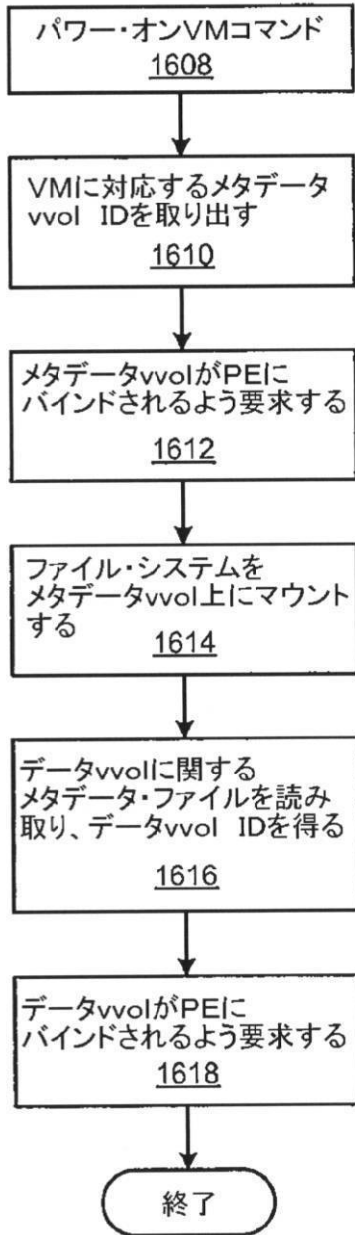 パワー・オンVMコマンド
1608
VMに対応するメタデータ
vvol IDを取り出す
1610
メタデータvvolがPEに
バインドされるよう要求する
1612
ファイル・システムを
メタデータvvol上にマウント
する
1614
データvvolに関する
メタデータ・ファイルを読み
取り、データvvol IDを得る
1616
データvvolがPEに
バインドされるよう要求する
1618
終了